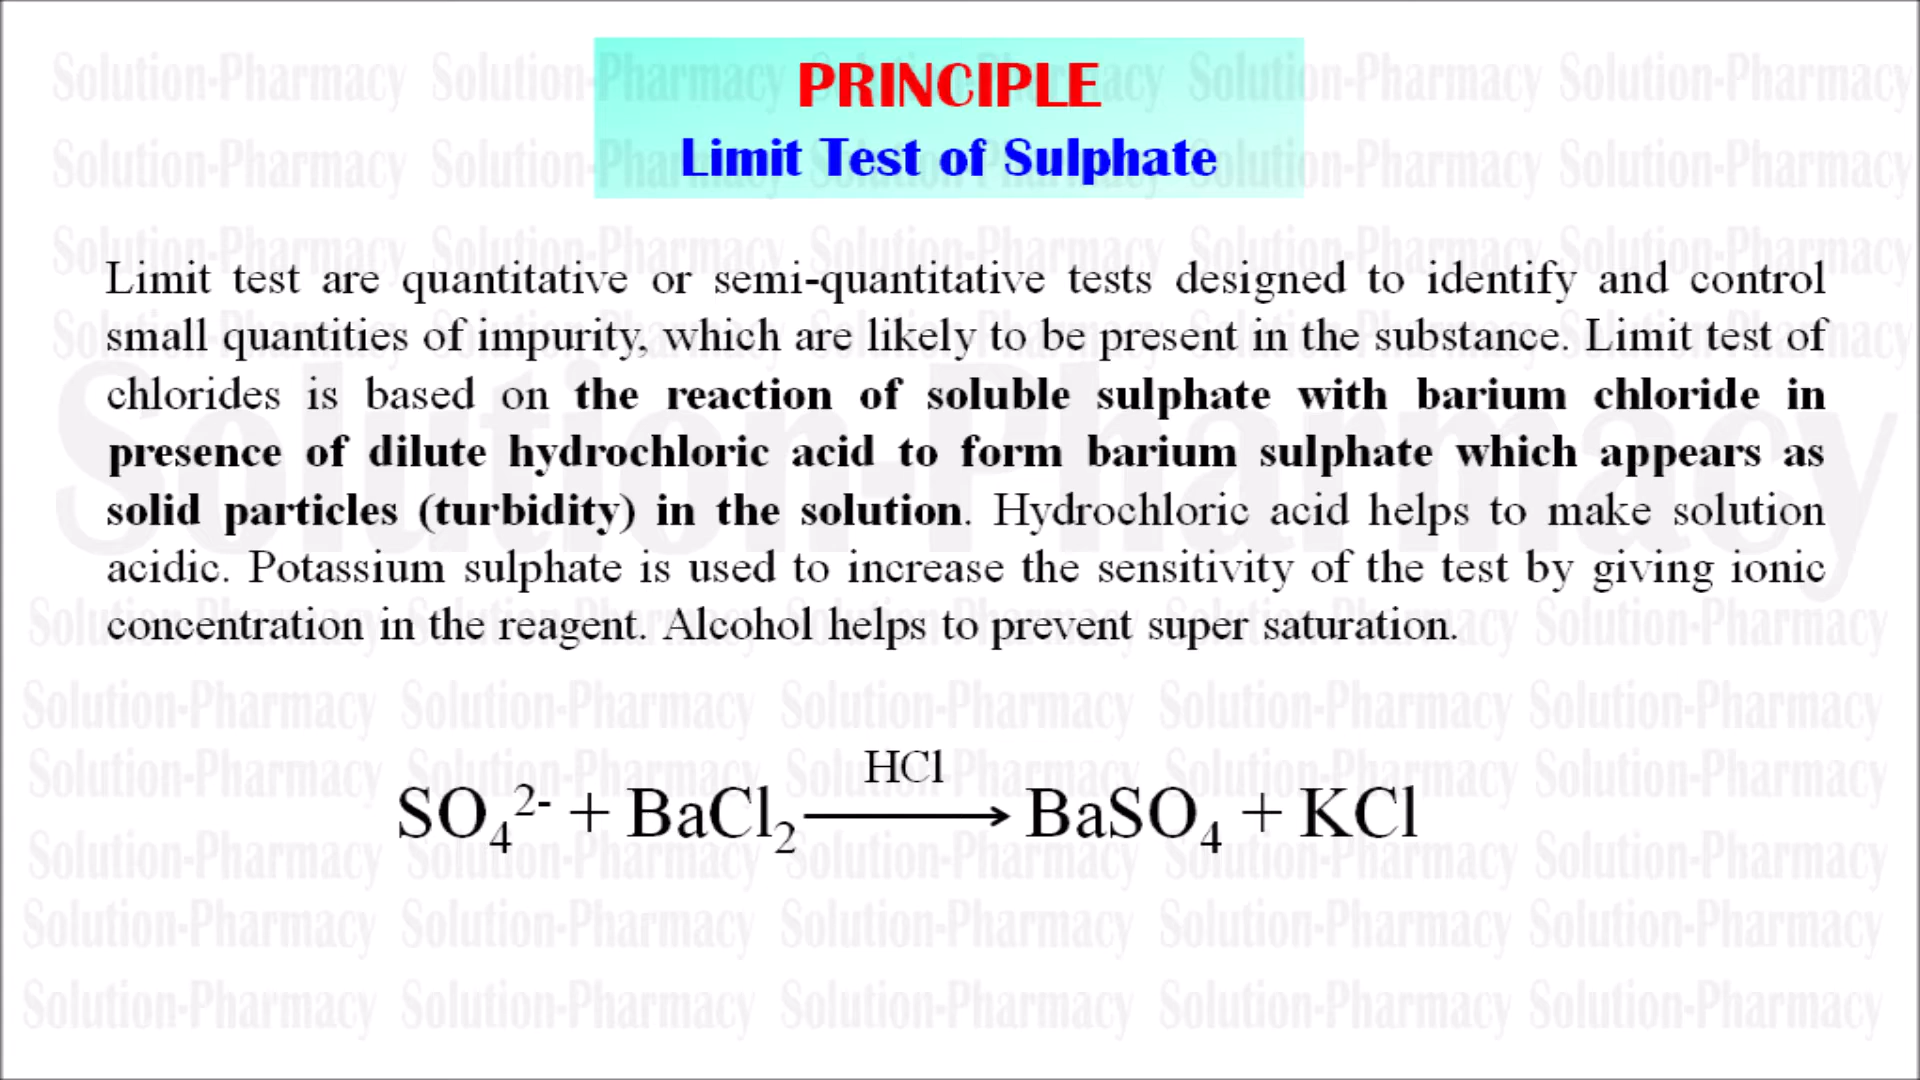 PRINCIPLE
Limit Test of Sulphate
Limit test are quantitative or semi-quantitative tests designed to identify and control
small quantities of impurity, which are likely to be present in the substance. Limit test of
chlorides is based on the reaction of soluble sulphate with barium chloride in
presence of dilute hydrochloric acid to form barium sulphate which appears as
solid particles (turbidity) in the solution. Hydrochloric acid helps to make solution
acidic. Potassium sulphate is used to increase the sensitivity of the test by giving ionic
concentration in the reagent. Alcohol helps to prevent super saturation.
HCl
SO₄²⁻ + BaCl₂ ⟶ BaSO₄ + KCl
Solution-Pharmacy